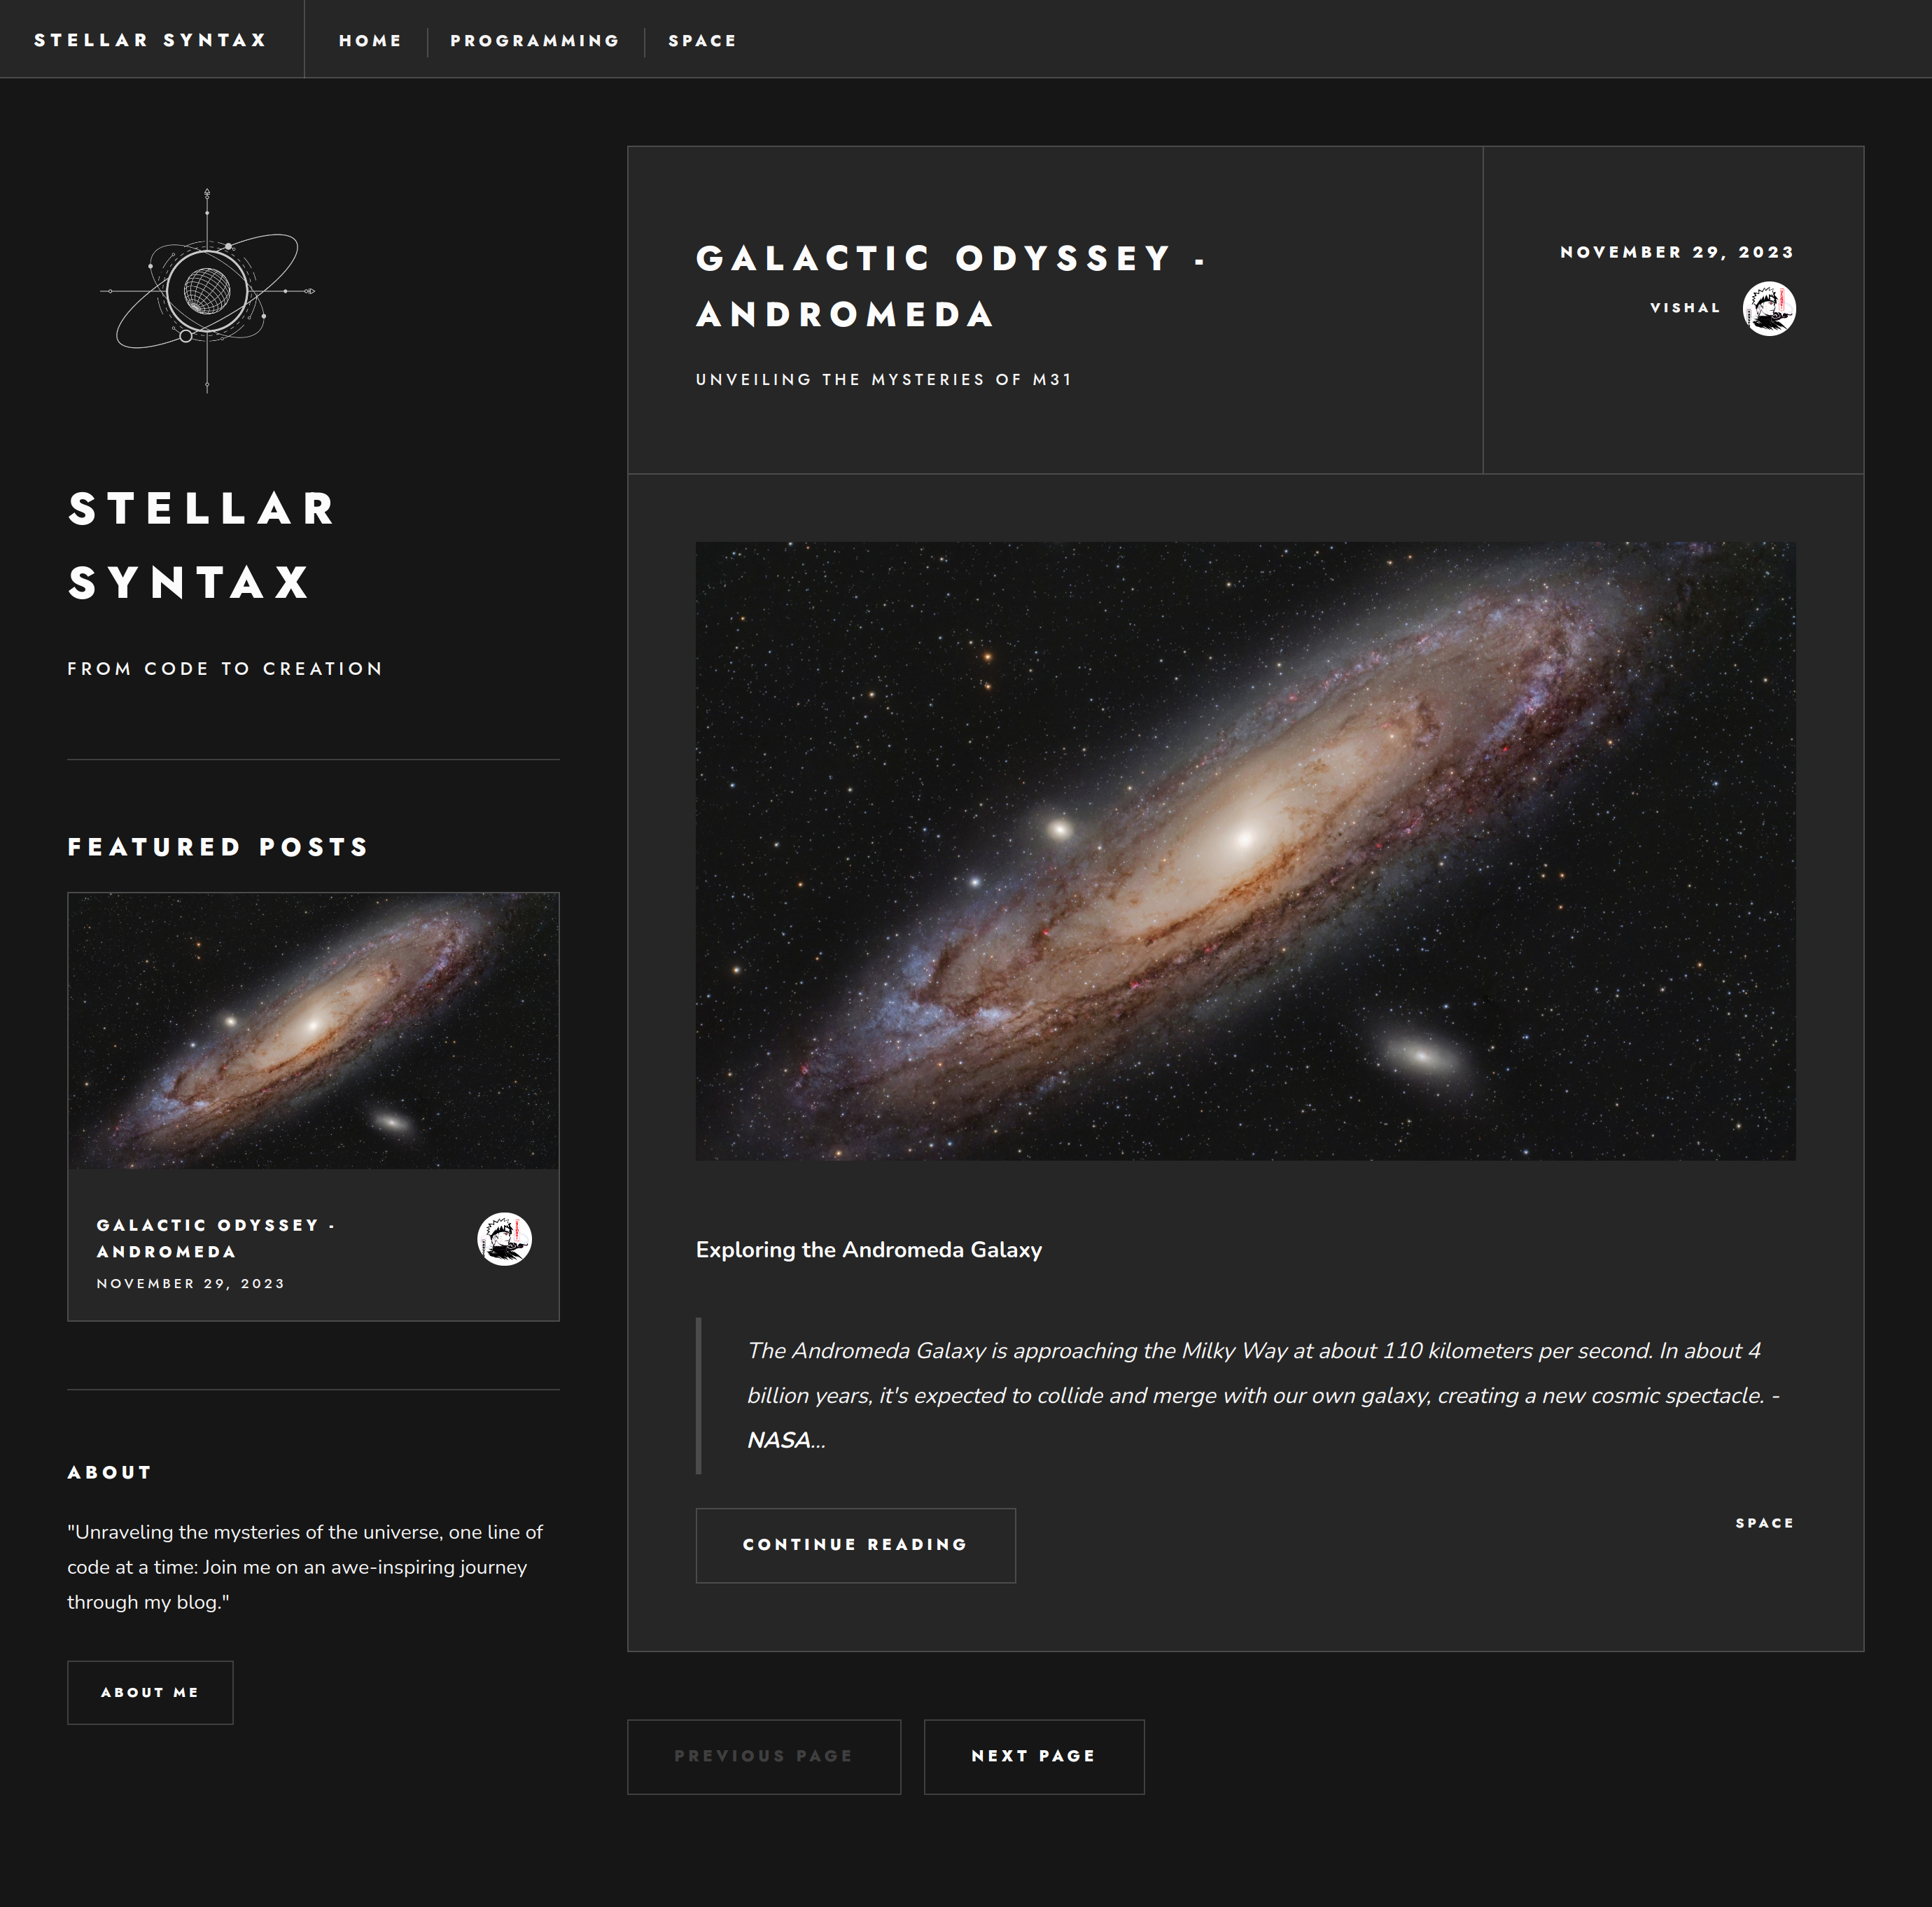 STELLAR SYNTAX
HOME
PROGRAMMING
SPACE
STELLAR
SYNTAX
FROM CODE TO CREATION
FEATURED POSTS
GALACTIC ODYSSEY -
ANDROMEDA
NOVEMBER 29, 2023
ABOUT
"Unraveling the mysteries of the universe, one line of
code at a time: Join me on an awe-inspiring journey
through my blog."
ABOUT ME
GALACTIC ODYSSEY -
ANDROMEDA
UNVEILING THE MYSTERIES OF M31
NOVEMBER 29, 2023
VISHAL
Exploring the Andromeda Galaxy
The Andromeda Galaxy is approaching the Milky Way at about 110 kilometers per second. In about 4
billion years, it's expected to collide and merge with our own galaxy, creating a new cosmic spectacle. -
NASA...
CONTINUE READING
SPACE
PREVIOUS PAGE
NEXT PAGE